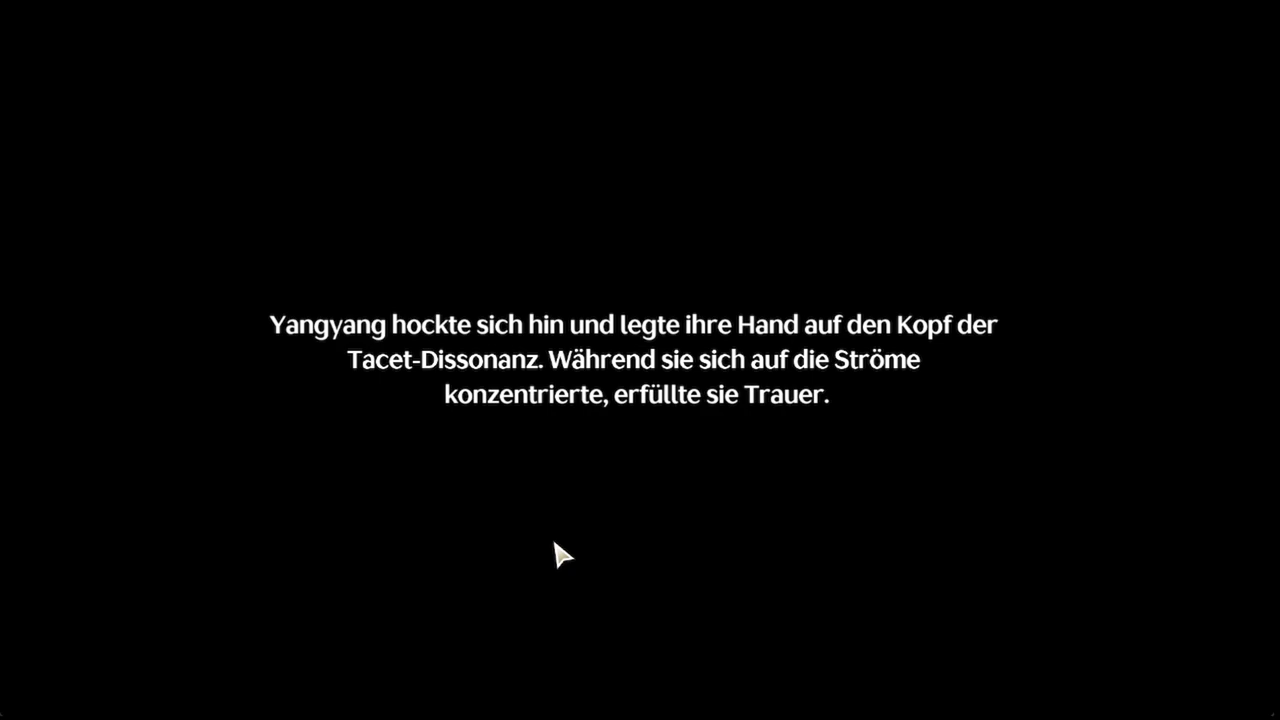 Yangyang hockte sich hin und legte ihre Hand auf den Kopf der
Tacet-Dissonanz. Während sie sich auf die Ströme
konzentrierte, erfüllte sie Trauer.